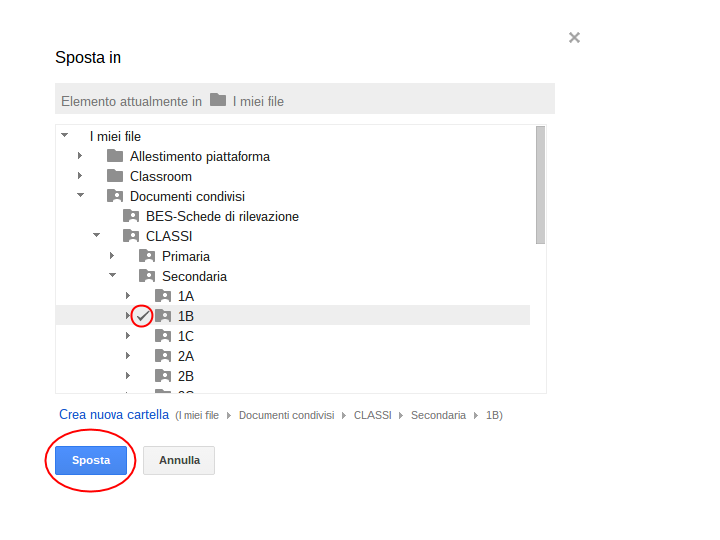 Sposta in
Elemento attualmente in I miei file
I miei file
Allestimento piattaforma
Classroom
Documenti condivisi
BES-Schede di rilevazione
CLASSI
Primaria
Secondaria
1A
1B
1C
2A
2B
Crea nuova cartella (I miei file Documenti condivisi CLASSI Secondaria 1B)
Sposta Annulla